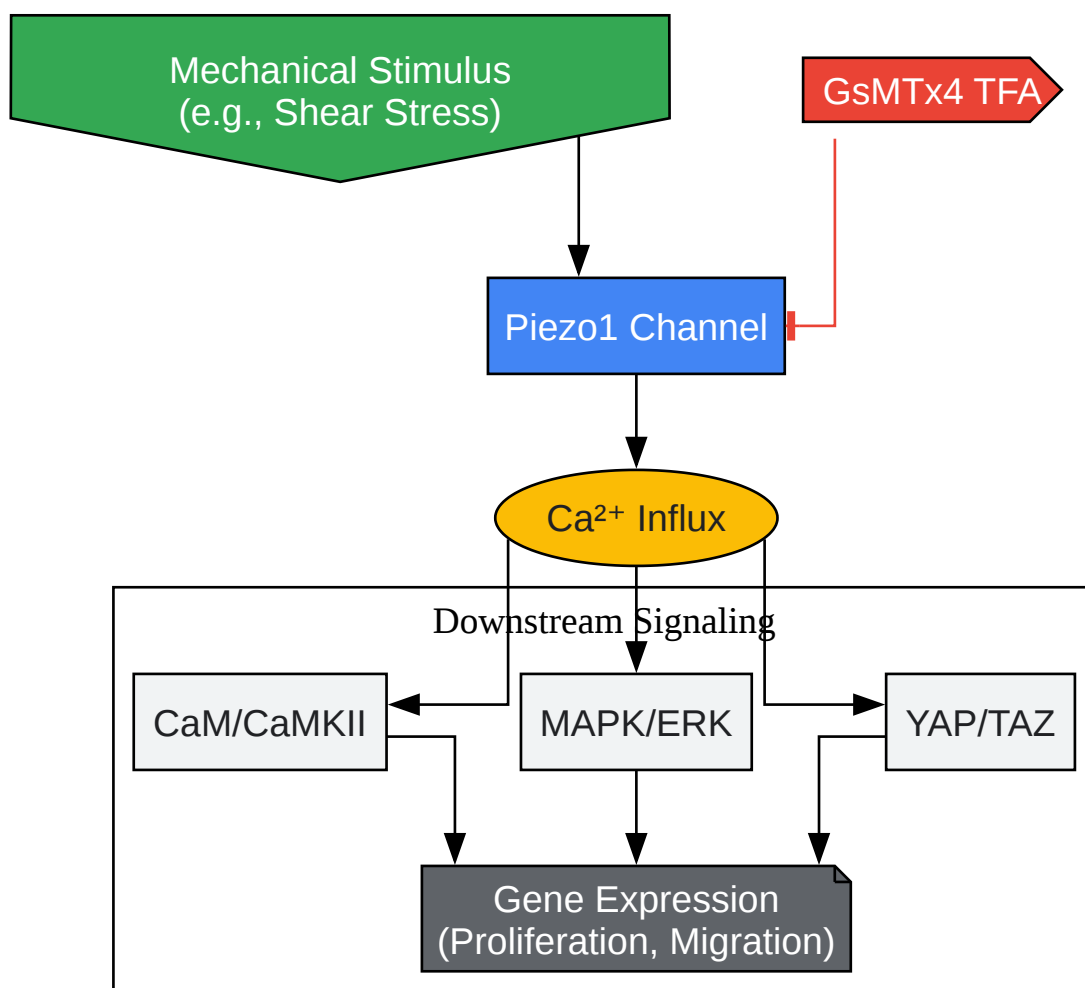 Mechanical Stimulus
(e.g., Shear Stress)
GsMTx4 TFA
Piezo1 Channel
Ca²⁺ Influx
Downstream Signaling
CaM/CaMKII
MAPK/ERK
YAP/TAZ
Gene Expression
(Proliferation, Migration)